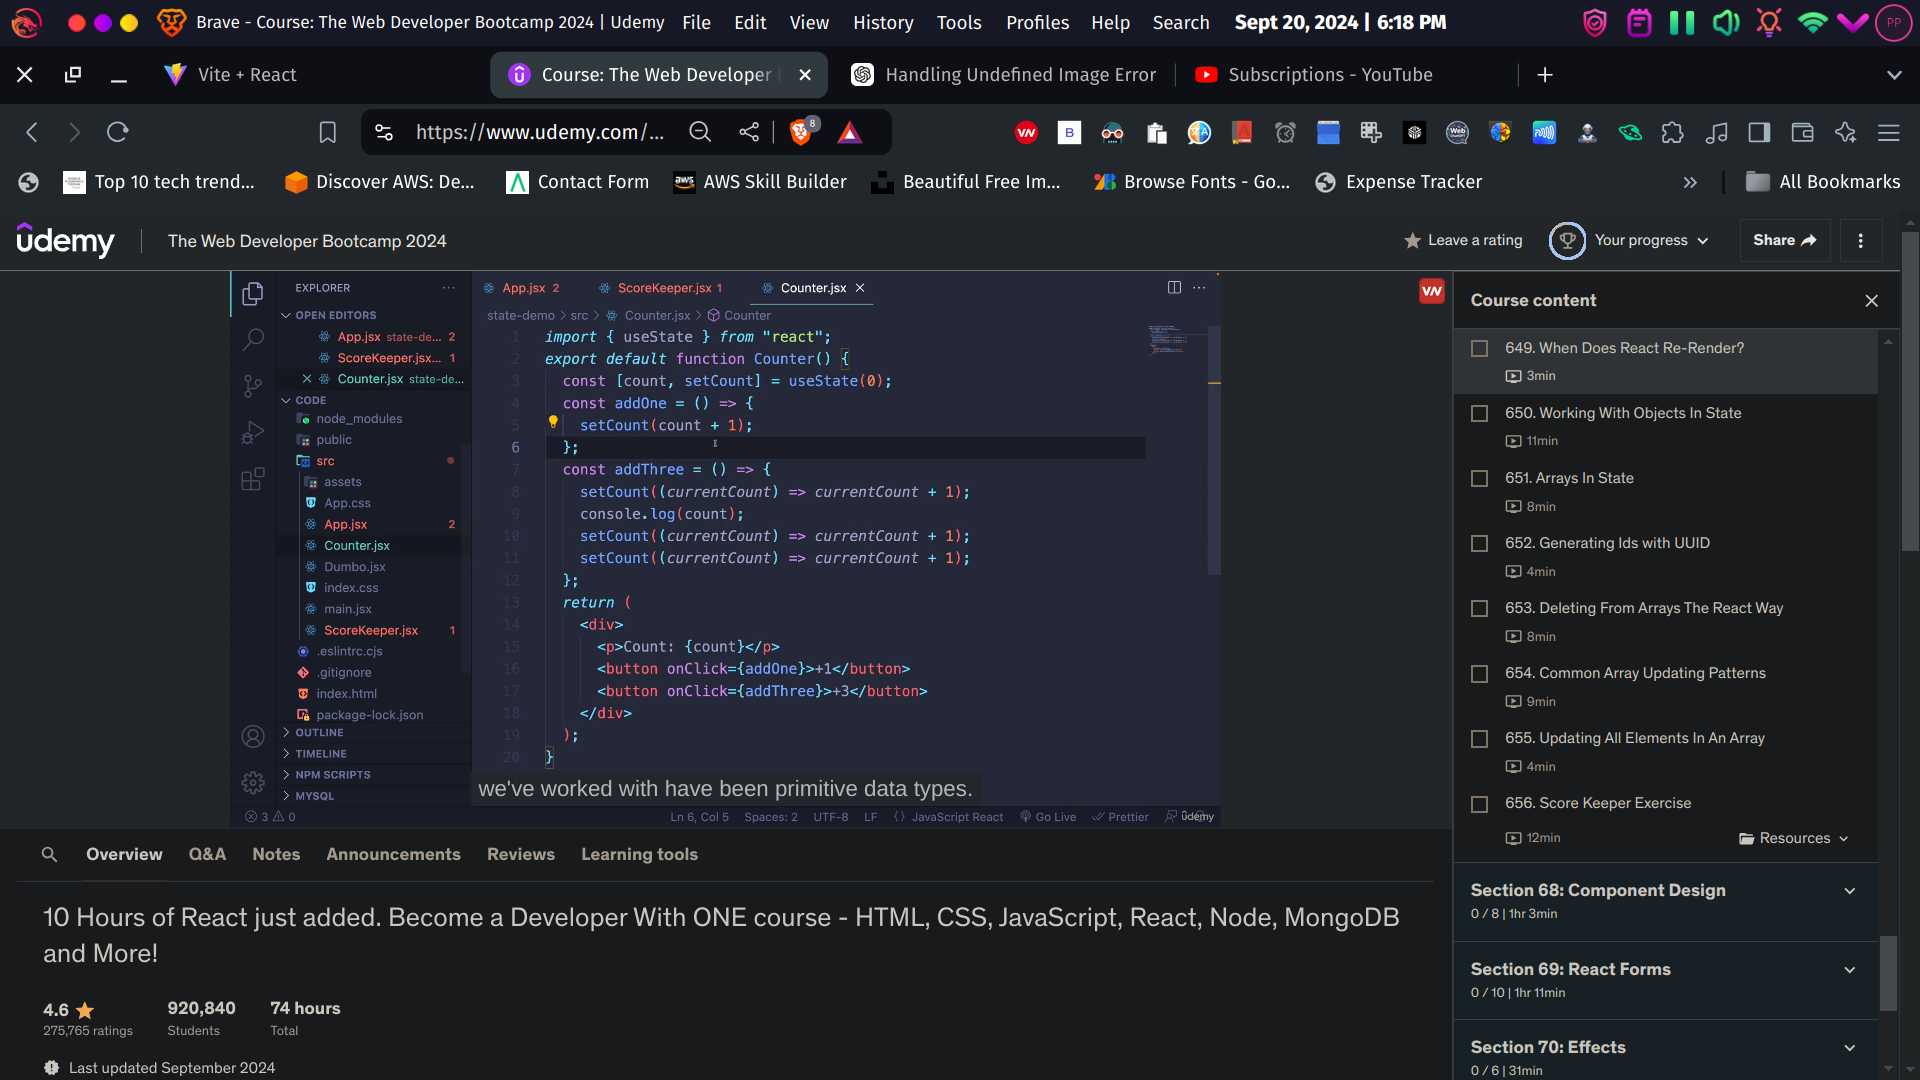 Brave - Course: The Web Developer Bootcamp 2024 | Udemy File Edit View History Tools Profiles Help Search Sept 20, 2024 | 6:18 PM PP
Vite + React
Course: The Web Developer
Handling Undefined Image Error
Subscriptions - YouTube
https://www.udemy.com/...
8
Top 10 tech trend...
Discover AWS: De...
Contact Form
AWS Skill Builder
Beautiful Free Im...
Browse Fonts - Go...
Expense Tracker
All Bookmarks
udemy
The Web Developer Bootcamp 2024
Leave a rating
Your progress
Share
EXPLORER
OPEN EDITORS
App.jsx state-de... 2
ScoreKeeper.jsx... 1
Counter.jsx state-de...
CODE
node_modules
public
src
assets
App.css
App.jsx 2
Counter.jsx
Dumbo.jsx
index.css
main.jsx
ScoreKeeper.jsx 1
.eslintrc.cjs
.gitignore
index.html
package-lock.json
OUTLINE
TIMELINE
NPM SCRIPTS
MYSQL
App.jsx 2
ScoreKeeper.jsx 1
Counter.jsx
state-demo > src > Counter.jsx > Counter
1 import { useState } from "react";
2 export default function Counter() {
3 const [count, setCount] = useState(0);
4 const addOne = () => {
5 setCount(count + 1);
6 };
7 const addThree = () => {
8 setCount((currentCount) => currentCount + 1);
9 console.log(count);
10 setCount((currentCount) => currentCount + 1);
11 setCount((currentCount) => currentCount + 1);
12 };
13 return (
14 <div>
15 <p>Count: {count}</p>
16 <button onClick={addOne}>+1</button>
17 <button onClick={addThree}>+3</button>
18 </div>
19 );
20 }
we've worked with have been primitive data types.
3 0
Ln 6, Col 5 Spaces: 2 UTF-8 LF {} JavaScript React Go Live Prettier udemy
VN
Course content
649. When Does React Re-Render?
3min
650. Working With Objects In State
11min
651. Arrays In State
8min
652. Generating Ids with UUID
4min
653. Deleting From Arrays The React Way
8min
654. Common Array Updating Patterns
9min
655. Updating All Elements In An Array
4min
656. Score Keeper Exercise
12min
Resources
Section 68: Component Design
0 / 8 | 1hr 3min
Section 69: React Forms
0 / 10 | 1hr 11min
Section 70: Effects
0 / 6 | 31min
Overview Q&A Notes Announcements Reviews Learning tools
10 Hours of React just added. Become a Developer With ONE course - HTML, CSS, JavaScript, React, Node, MongoDB
and More!
4.6
275,765 ratings
920,840
Students
74 hours
Total
Last updated September 2024